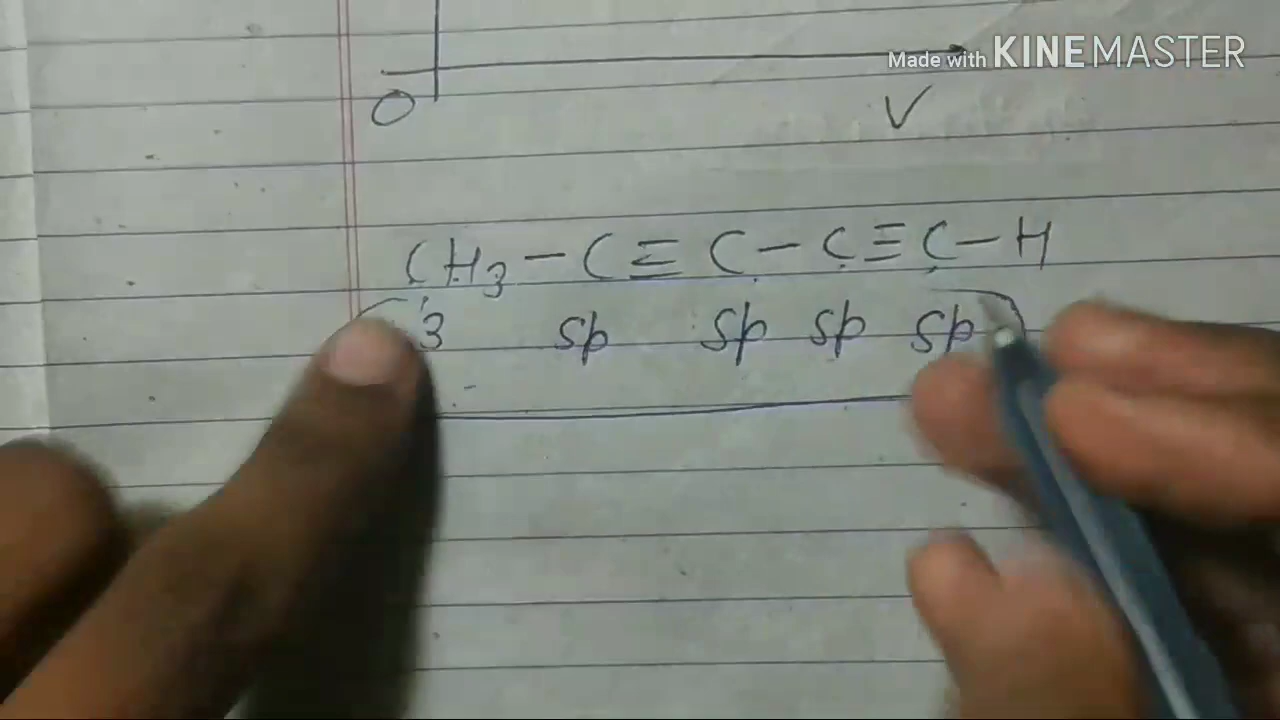 Made with KINEMASTER
O V
CH3 - C ≡ C - C ≡ C - H
3 sp sp sp sp